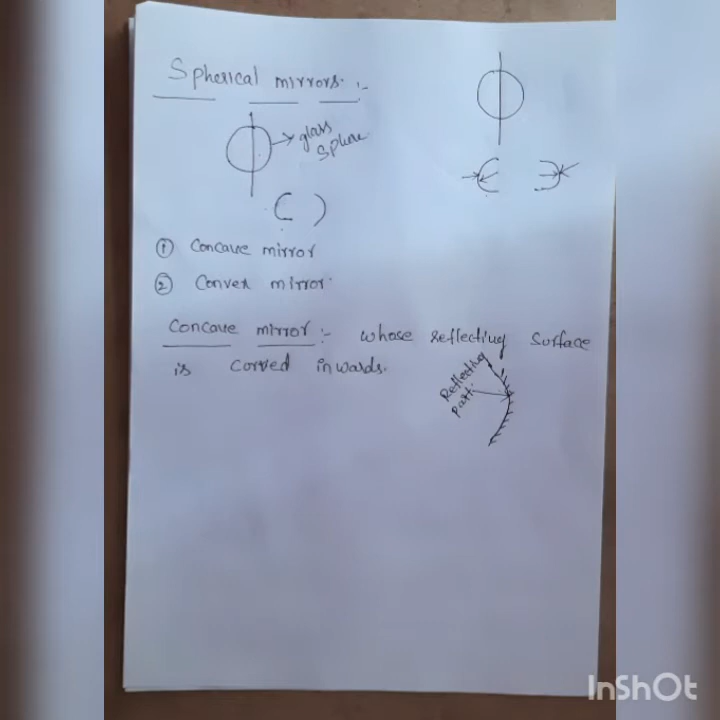 Spherical mirrors :-
glass
sphere
① Concave mirror
② Convex mirror
Concave mirror :- whose reflecting surface
is corved inwards.
Reflecting
part.
InShOt